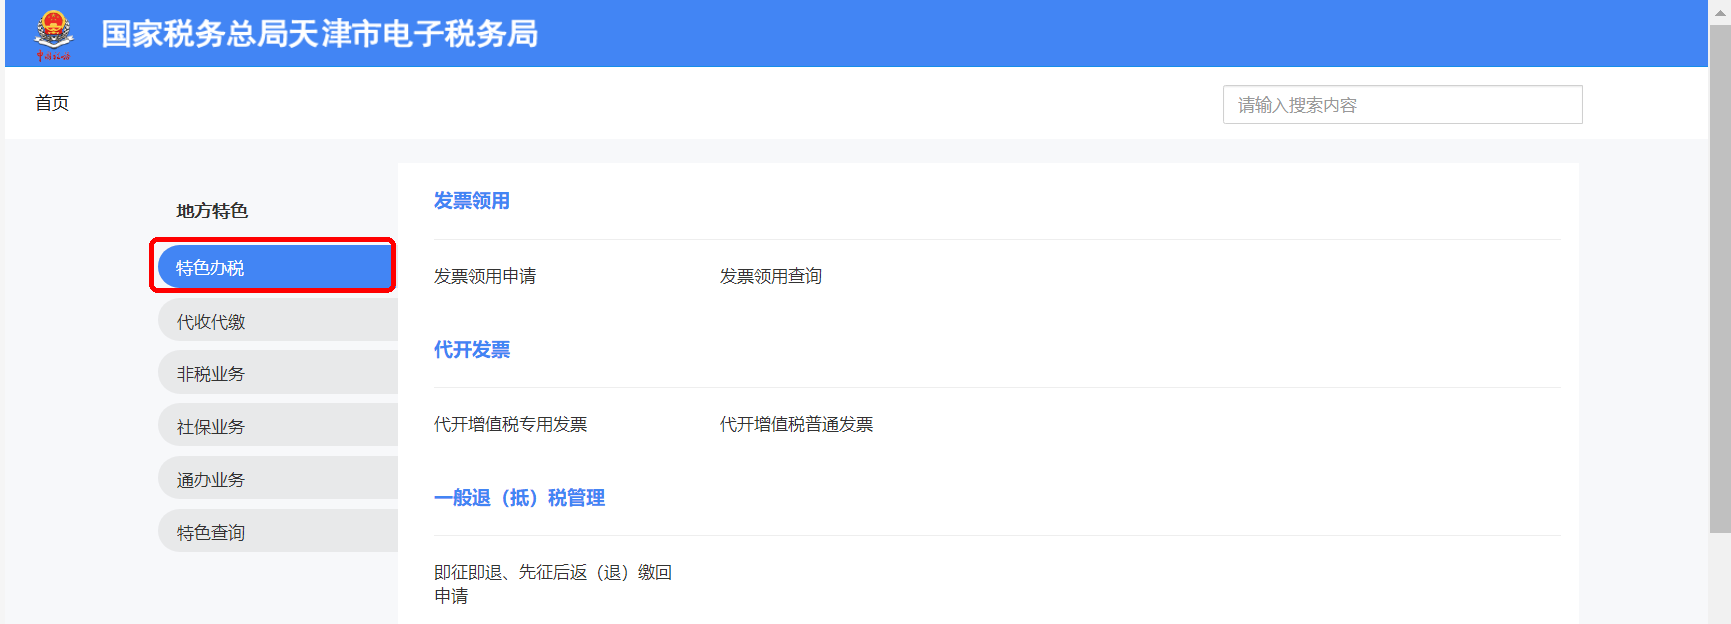 国家税务总局天津市电子税务局
首页
请输入搜索内容
地方特色
特色办税
代收代缴
非税业务
社保业务
通办业务
特色查询
发票领用
发票领用申请
发票领用查询
代开发票
代开增值税专用发票
代开增值税普通发票
一般退（抵）税管理
即征即退、先征后返（退）缴回
申请